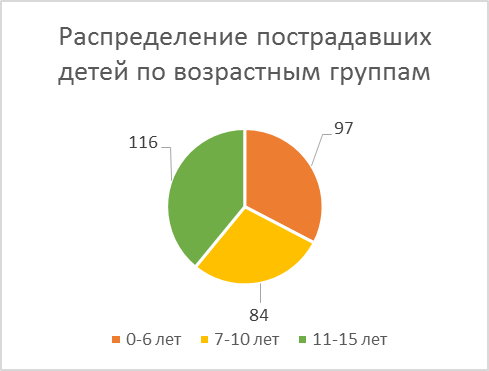 Распределение пострадавших
детей по возрастным группам
97
116
84
0-6 лет
7-10 лет
11-15 лет